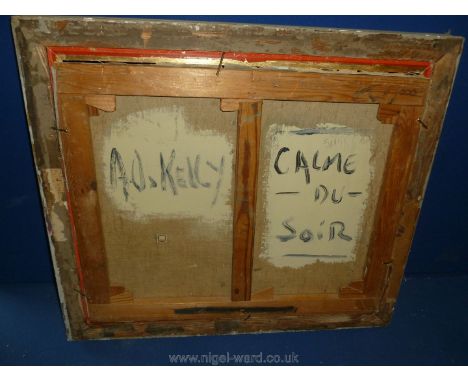 A.O. KELLY
CALME
- DU -
SOIR
www.nigel-ward.co.uk